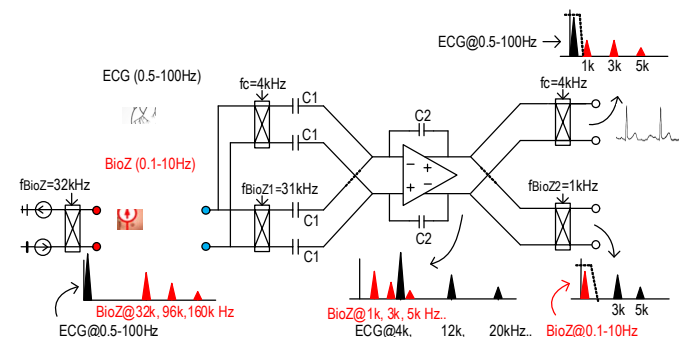 ECG@0.5-100Hz
1k 3k 5k
ECG (0.5-100Hz)
fc=4kHz
C1
C2
fc=4kHz
C1
BioZ (0.1-10Hz)
fBioZ=32kHz
fBioZ1=31kHz
C1
− +
+ −
fBioZ2=1kHz
C1
C2
BioZ@32k, 96k,160k Hz
ECG@0.5-100Hz
BioZ@1k, 3k, 5k Hz..
ECG@4k, 12k, 20kHz..
3k 5k
BioZ@0.1-10Hz